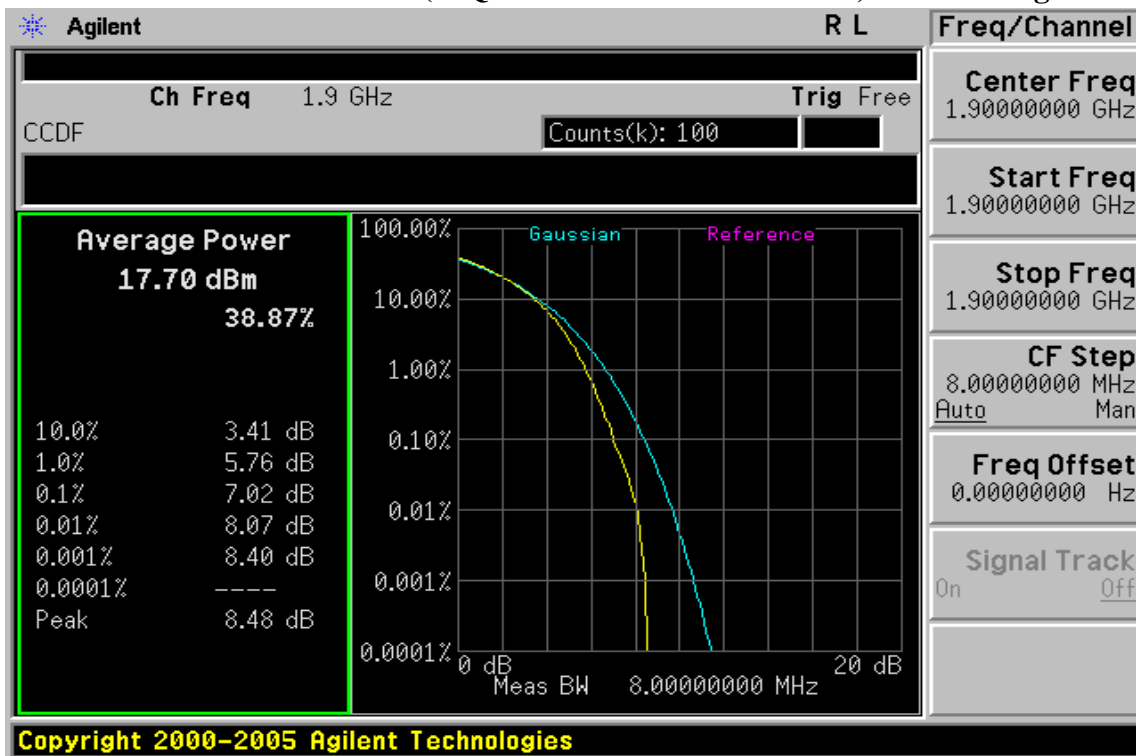 Agilent R L
Ch Freq 1.9 GHz Trig Free
CCDF Counts(k): 100
Average Power
17.70 dBm
38.87%
10.0% 3.41 dB
1.0% 5.76 dB
0.1% 7.02 dB
0.01% 8.07 dB
0.001% 8.40 dB
0.0001% ----
Peak 8.48 dB
Gaussian Reference
100.00%
10.00%
1.00%
0.10%
0.01%
0.001%
0.0001%
0 dB 20 dB
Meas BW 8.00000000 MHz
Freq/Channel
Center Freq
1.90000000 GHz
Start Freq
1.90000000 GHz
Stop Freq
1.90000000 GHz
CF Step
8.00000000 MHz
Auto Man
Freq Offset
0.00000000 Hz
Signal Track
On Off
Copyright 2000-2005 Agilent Technologies